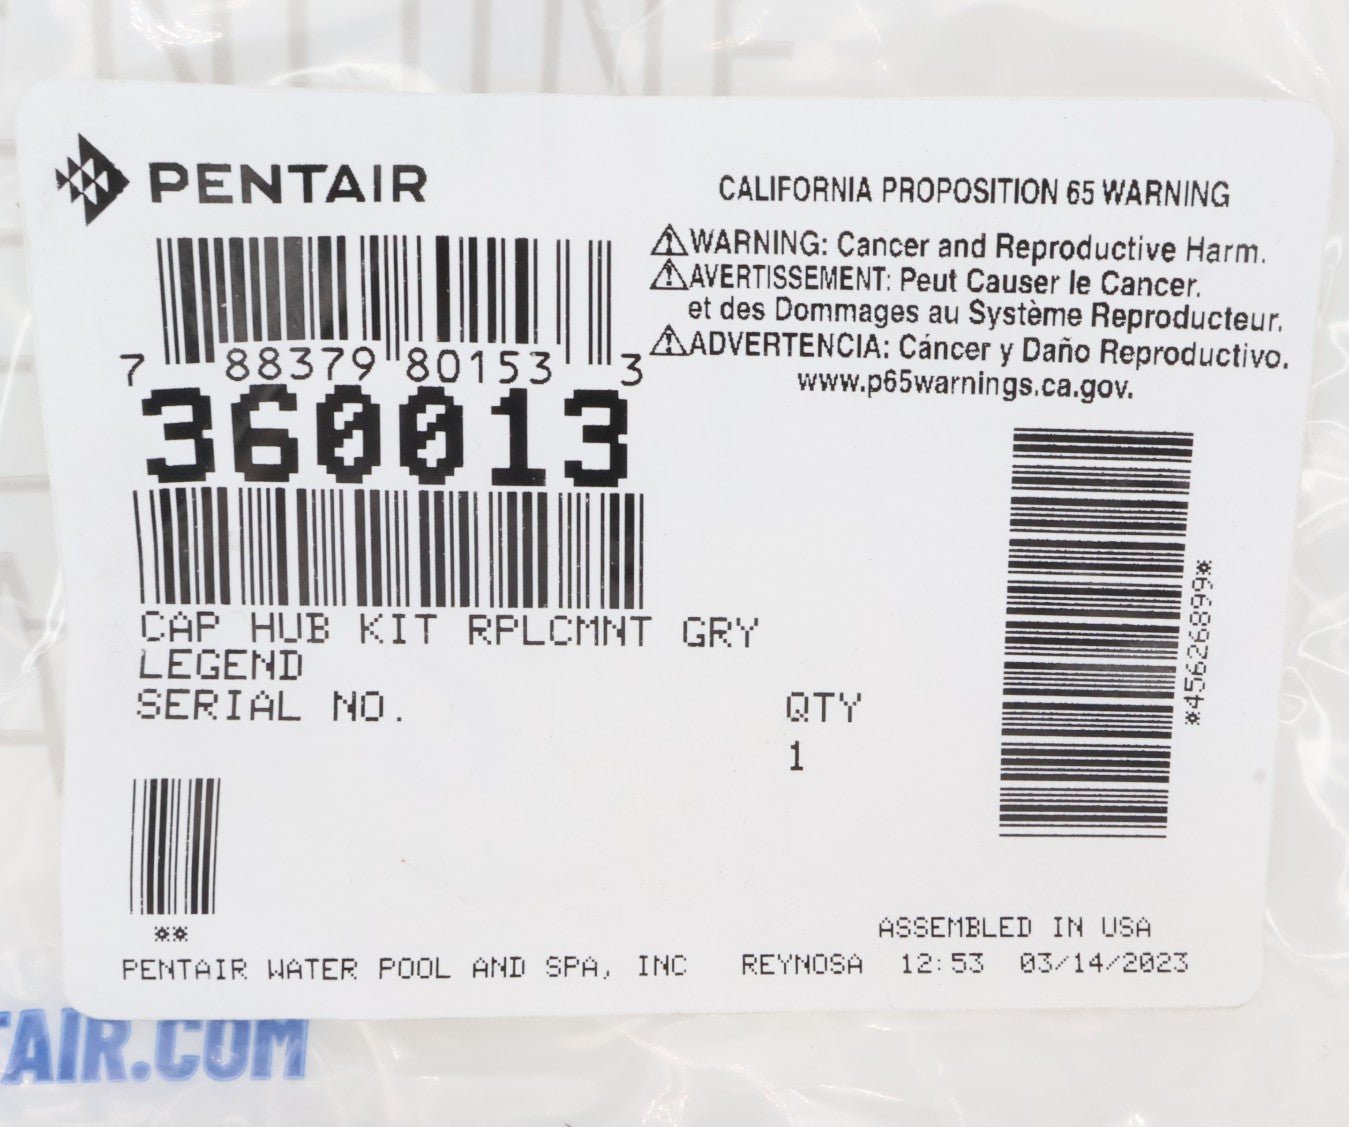 PENTAIR
7 88379 80153 3
360013
CAP HUB KIT RPLCMNT GRY
LEGEND
SERIAL NO.
QTY
1
**
CALIFORNIA PROPOSITION 65 WARNING
⚠WARNING: Cancer and Reproductive Harm.
⚠AVERTISSEMENT: Peut Causer le Cancer.
et des Dommages au Système Reproducteur.
⚠ADVERTENCIA: Cáncer y Daño Reproductivo.
www.p65warnings.ca.gov.
*45626899*
ASSEMBLED IN USA
PENTAIR WATER POOL AND SPA, INC REYNOSA 12:53 03/14/2023
TAIR.COM